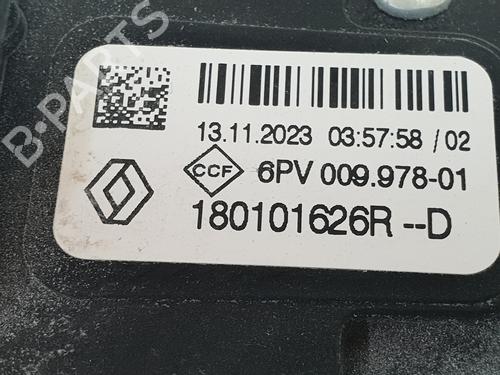 B-PARTS
13.11.2023 03:57:58 / 02
CCF 6PV 009.978-01
180101626R --D